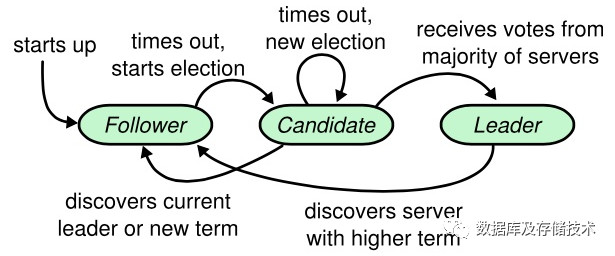 starts up
times out,
starts election
times out,
new election
receives votes from
majority of servers
Follower
Candidate
Leader
discovers current
leader or new term
discovers server
with higher term
数据库及存储技术